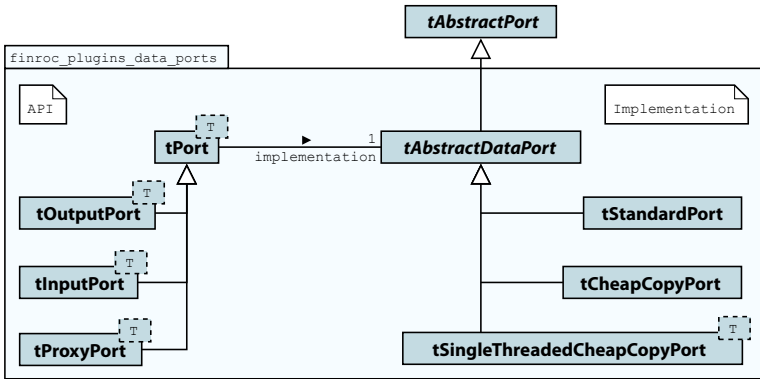 tAbstractPort
finroc_plugins_data_ports
API
Implementation
T
tPort
1
implementation
tAbstractDataPort
T
tOutputPort
tStandardPort
T
tInputPort
tCheapCopyPort
T
tProxyPort
T
tSingleThreadedCheapCopyPort